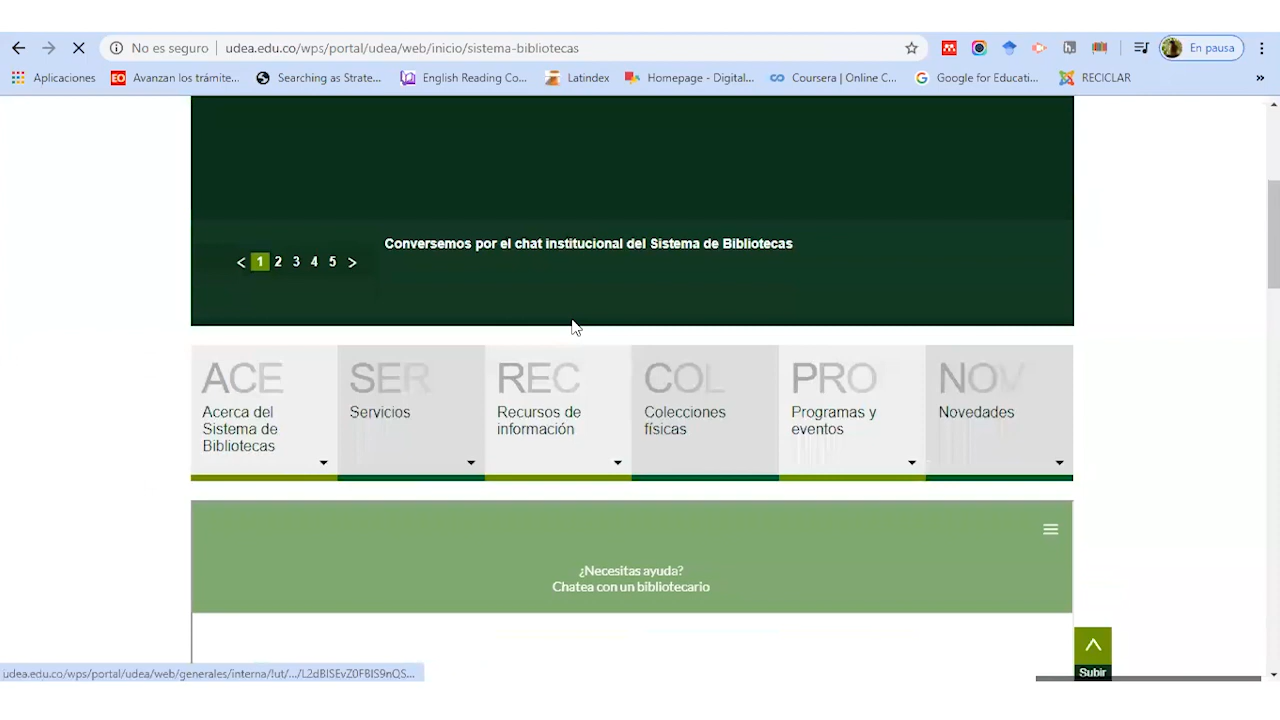 No es seguro udea.edu.co/wps/portal/udea/web/inicio/sistema-bibliotecas En pausa
Aplicaciones EO Avanzan los trámite... Searching as Strate... English Reading Co... Latindex Homepage - Digital... Coursera | Online C... Google for Educati... RECICLAR »
Conversemos por el chat institucional del Sistema de Bibliotecas
< 1 2 3 4 5 >
ACE SER REC COL PRO NOV
Acerca del Sistema de Bibliotecas
Servicios
Recursos de información
Colecciones físicas
Programas y eventos
Novedades
¿Necesitas ayuda?
Chatea con un bibliotecario
Subir
udea.edu.co/wps/portal/udea/web/generales/interna/!ut/.../L2dBISEvZ0FBIS9nQS...